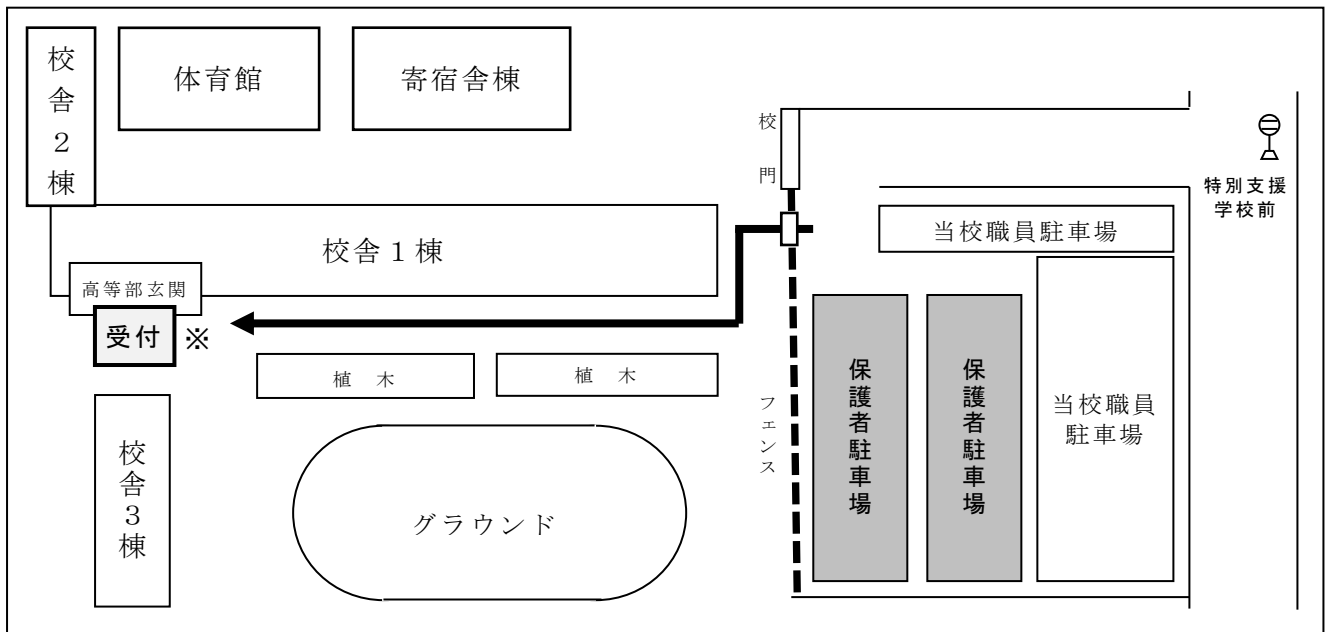 校舎2棟
体育館
寄宿舎棟
校門
特別支援
学校前
当校職員駐車場
校舎1棟
高等部玄関
受付 ※
植 木
植 木
フェンス
保護者駐車場
保護者駐車場
当校職員
駐車場
校舎3棟
グラウンド